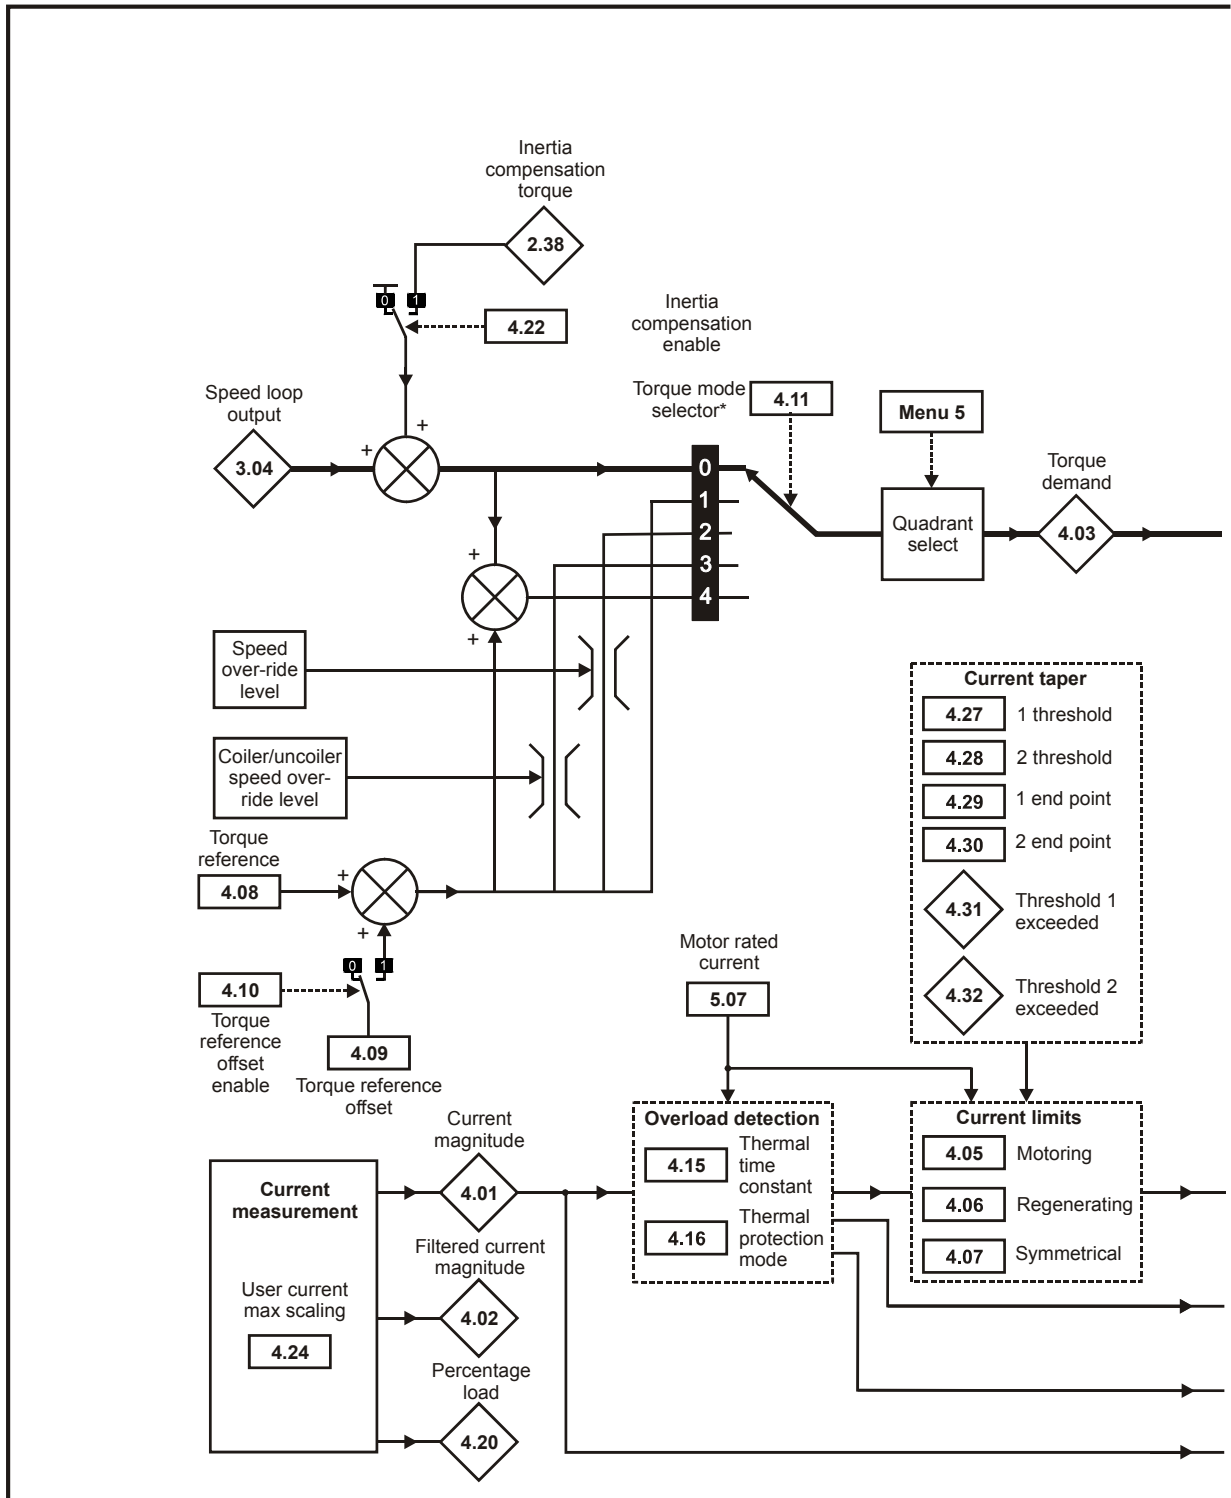 Inertia
compensation
torque
2.38
0 1
4.22
Inertia
compensation
enable
Speed loop
output
3.04
+
+
Torque mode
selector*
4.11
Menu 5
0
1
2
3
4
Quadrant
select
Torque
demand
4.03
+
+
Speed
over-ride
level
Coiler/uncoiler
speed over-
ride level
Torque
reference
4.08
+
+
0 1
4.10
Torque
reference
offset
enable
4.09
Torque reference
offset
Current taper
4.27 1 threshold
4.28 2 threshold
4.29 1 end point
4.30 2 end point
4.31 Threshold 1
exceeded
4.32 Threshold 2
exceeded
Motor rated
current
5.07
Current
measurement
User current
max scaling
4.24
Current
magnitude
4.01
Filtered current
magnitude
4.02
Percentage
load
4.20
Overload detection
4.15 Thermal
time
constant
4.16 Thermal
protection
mode
Current limits
4.05 Motoring
4.06 Regenerating
4.07 Symmetrical